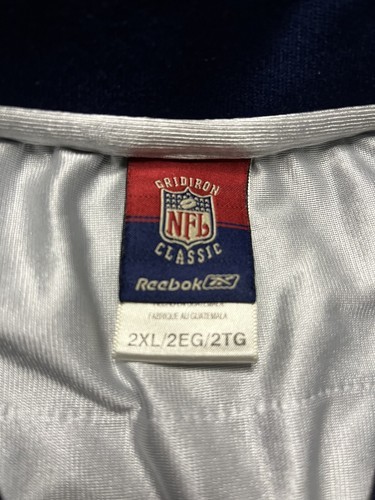 GRIDIRON
NFL
CLASSIC
Reebok
FABRIQUE AU GUATEMALA
2XL/2EG/2TG